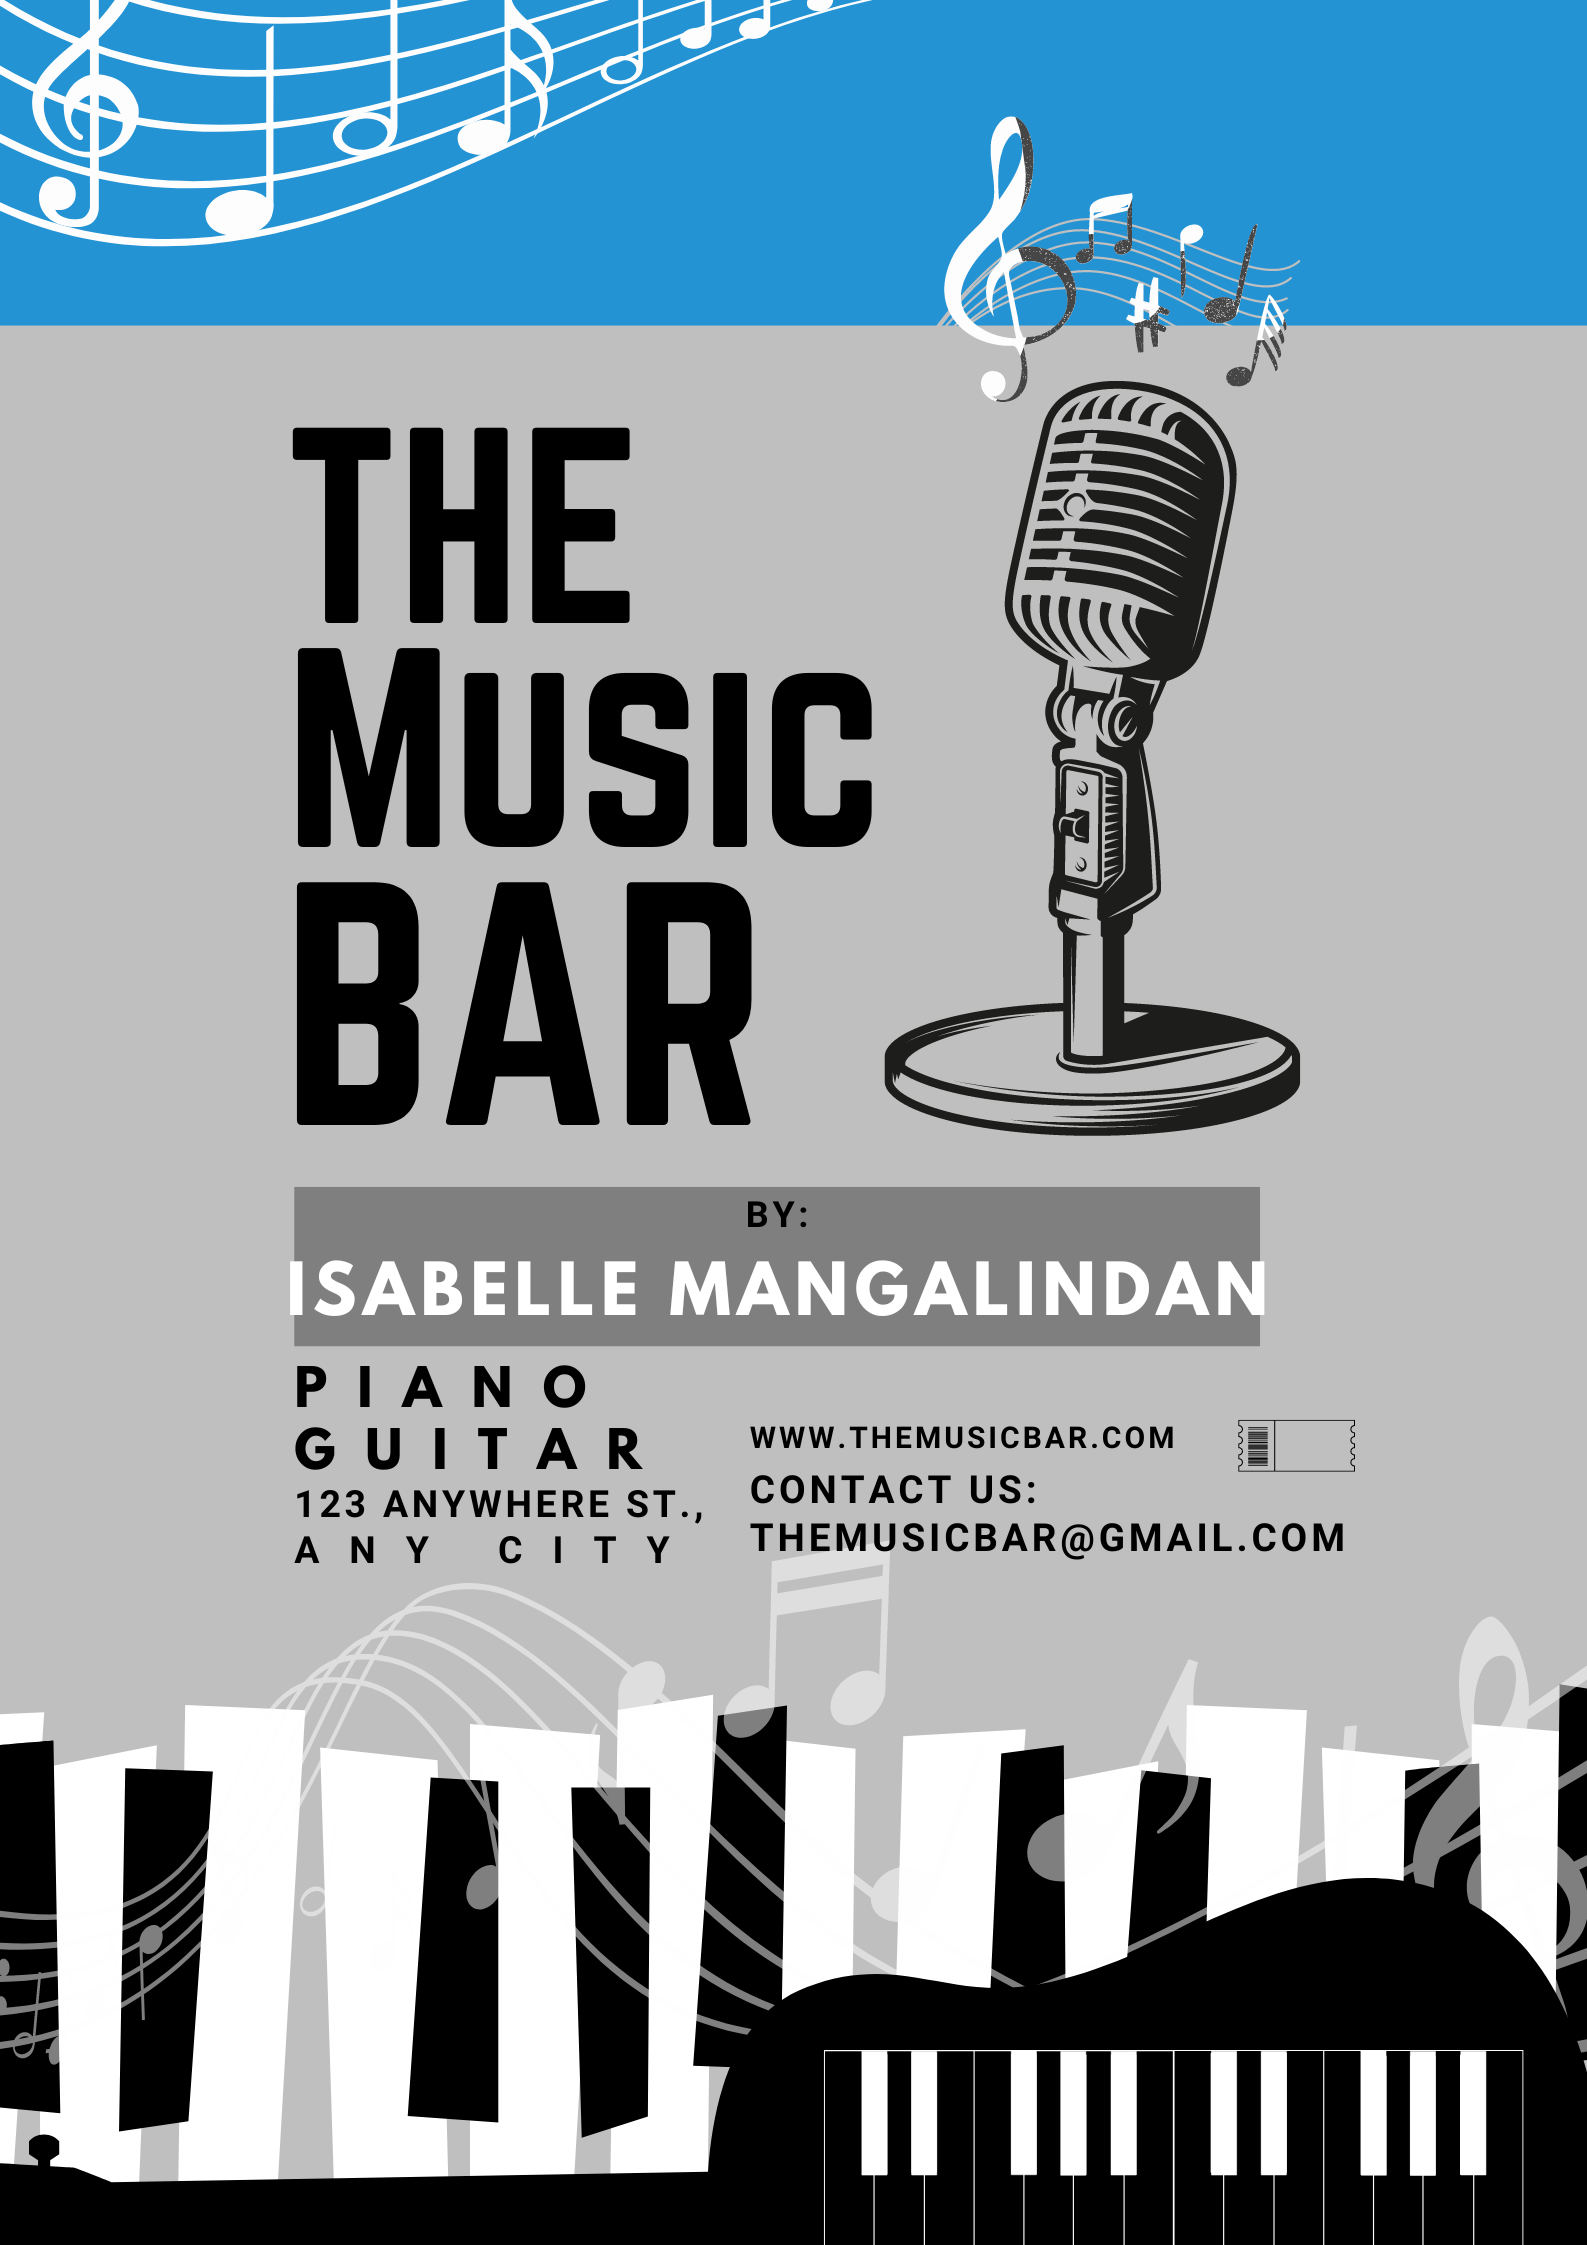 THE
MUSIC
BAR
BY:
ISABELLE MANGALINDAN
PIANO
GUITAR
123 ANYWHERE ST.,
ANY CITY
WWW.THEMUSICBAR.COM
CONTACT US:
THEMUSICBAR@GMAIL.COM